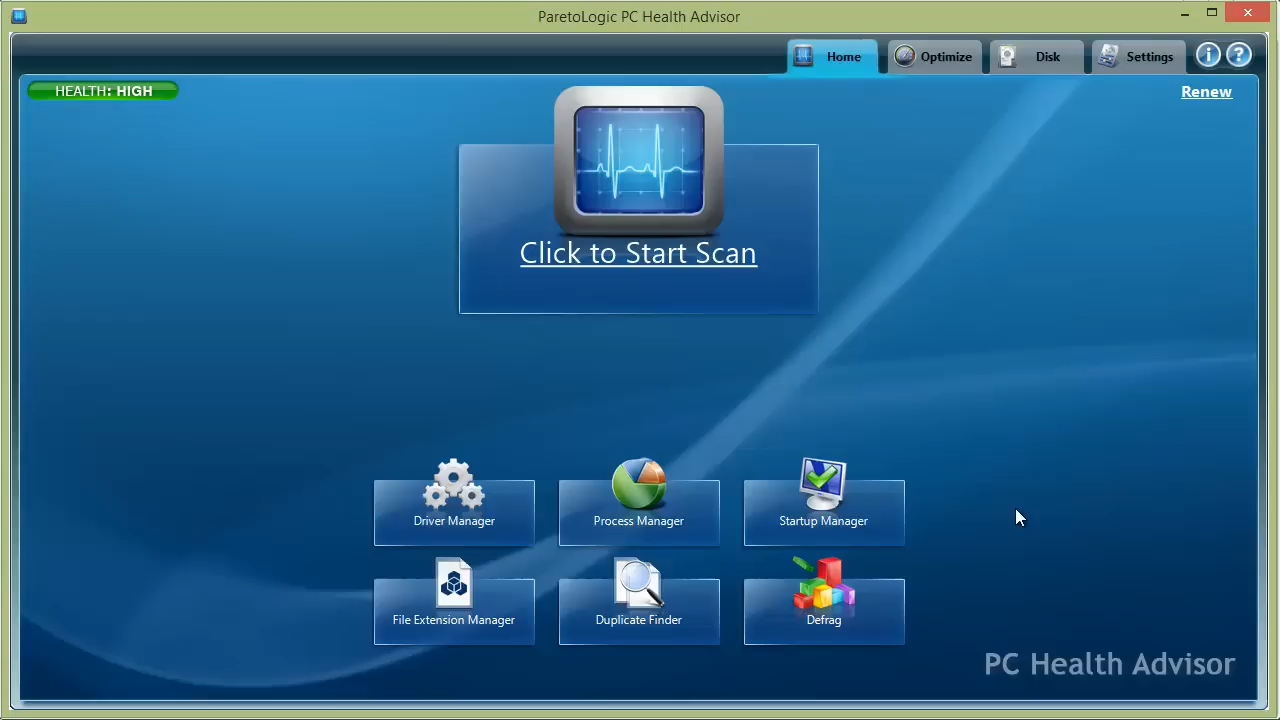 ParetoLogic PC Health Advisor
Home
Optimize
Disk
Settings
HEALTH: HIGH
Renew
Click to Start Scan
Driver Manager
Process Manager
Startup Manager
File Extension Manager
Duplicate Finder
Defrag
PC Health Advisor